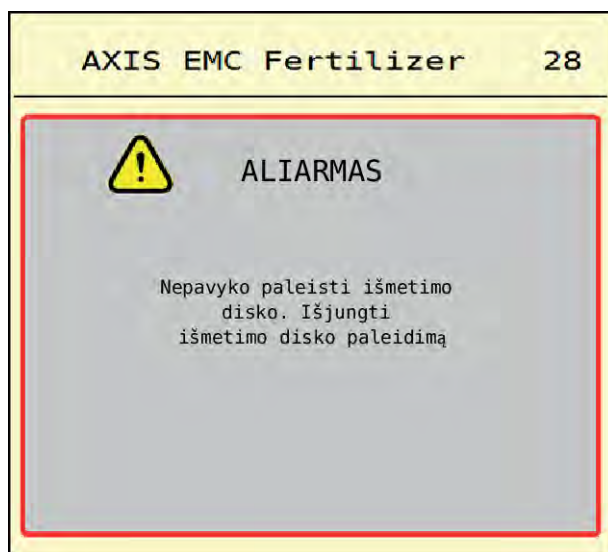 AXIS EMC Fertilizer 28
ALIARMAS
Nepavyko paleisti išmetimo
disko. Išjungti
išmetimo disko paleidimą